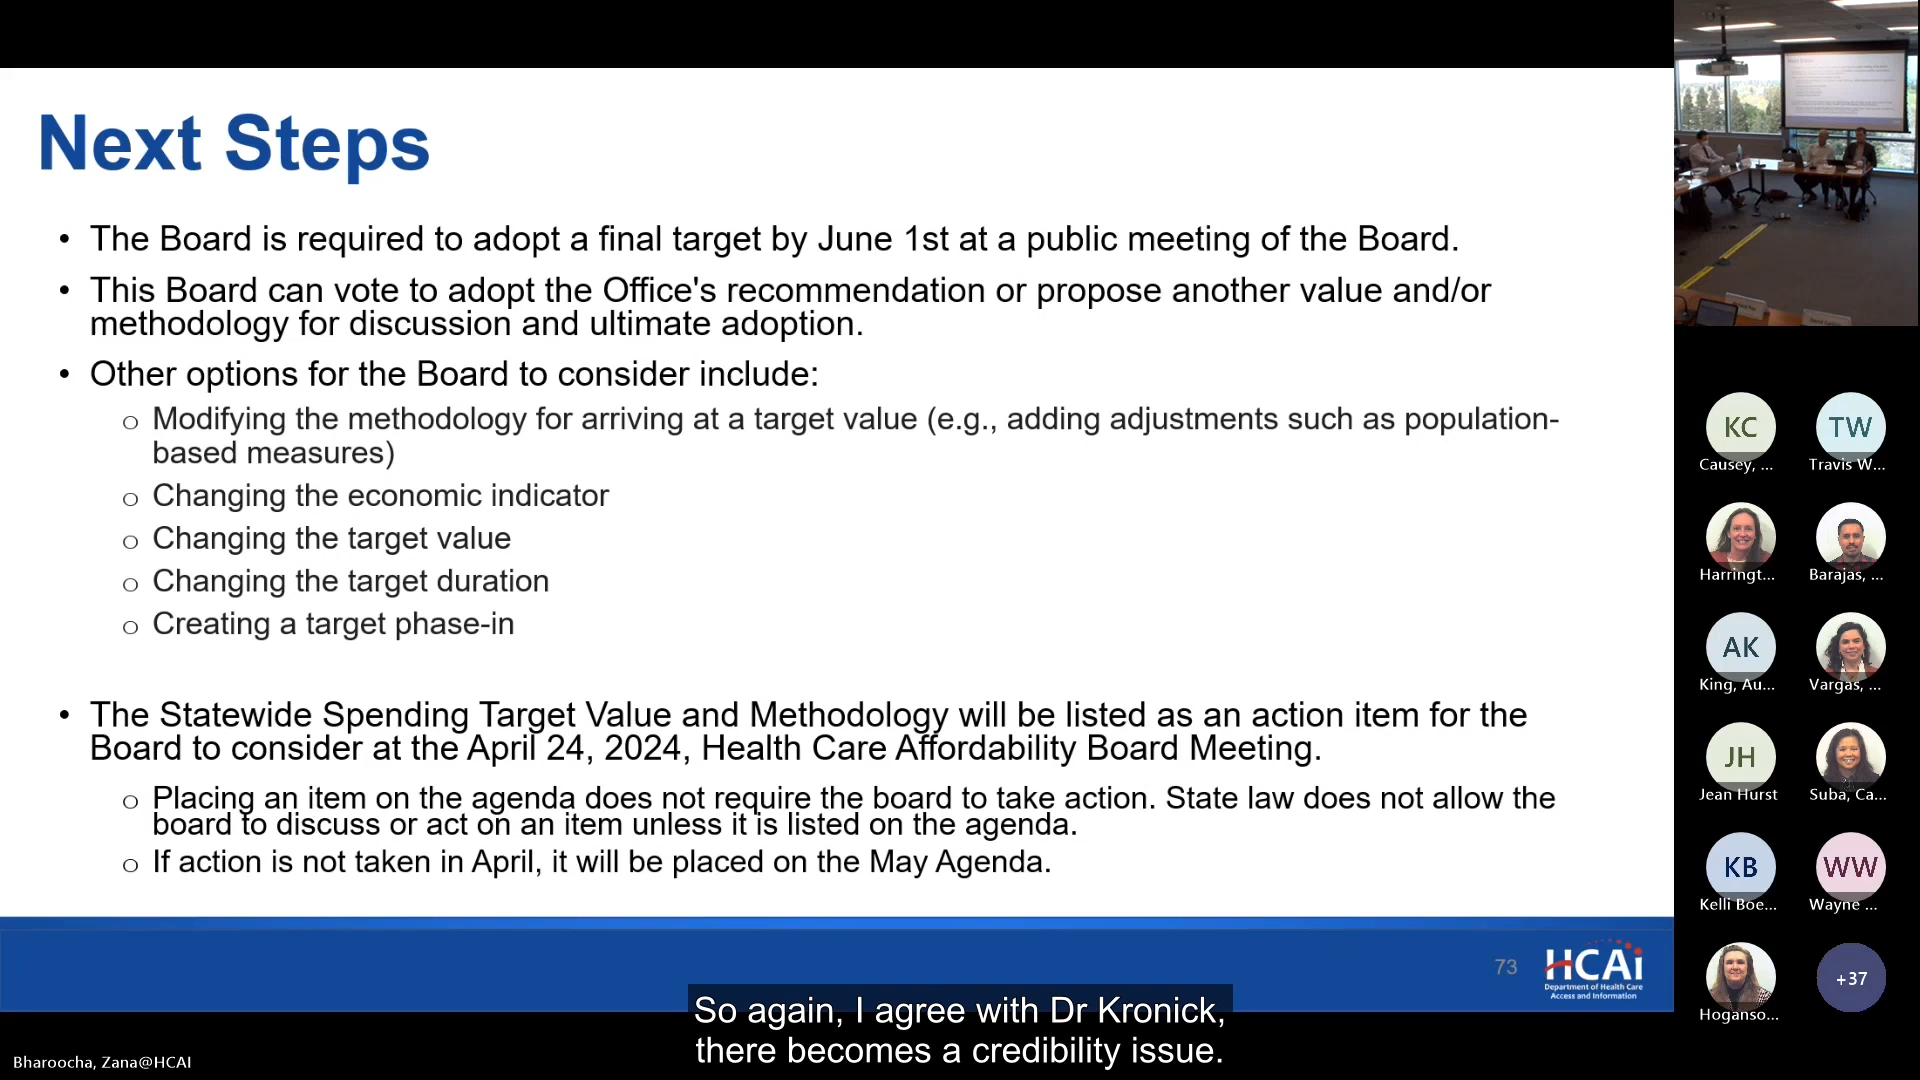 Next Steps
• The Board is required to adopt a final target by June 1st at a public meeting of the Board.
• This Board can vote to adopt the Office's recommendation or propose another value and/or
methodology for discussion and ultimate adoption.
• Other options for the Board to consider include:
o Modifying the methodology for arriving at a target value (e.g., adding adjustments such as population-
based measures)
o Changing the economic indicator
o Changing the target value
o Changing the target duration
o Creating a target phase-in
• The Statewide Spending Target Value and Methodology will be listed as an action item for the
Board to consider at the April 24, 2024, Health Care Affordability Board Meeting.
o Placing an item on the agenda does not require the board to take action. State law does not allow the
board to discuss or act on an item unless it is listed on the agenda.
o If action is not taken in April, it will be placed on the May Agenda.
73
HCAi
Department of Health Care
Access and Information
So again, I agree with Dr Kronick,
there becomes a credibility issue.
Bharoocha, Zana@HCAI
KC
Causey, ...
TW
Travis W...
Harringt...
Barajas, ...
AK
King, Au...
Vargas, ...
JH
Jean Hurst
Suba, Ca...
KB
Kelli Boe...
WW
Wayne ...
Hoganso...
+37